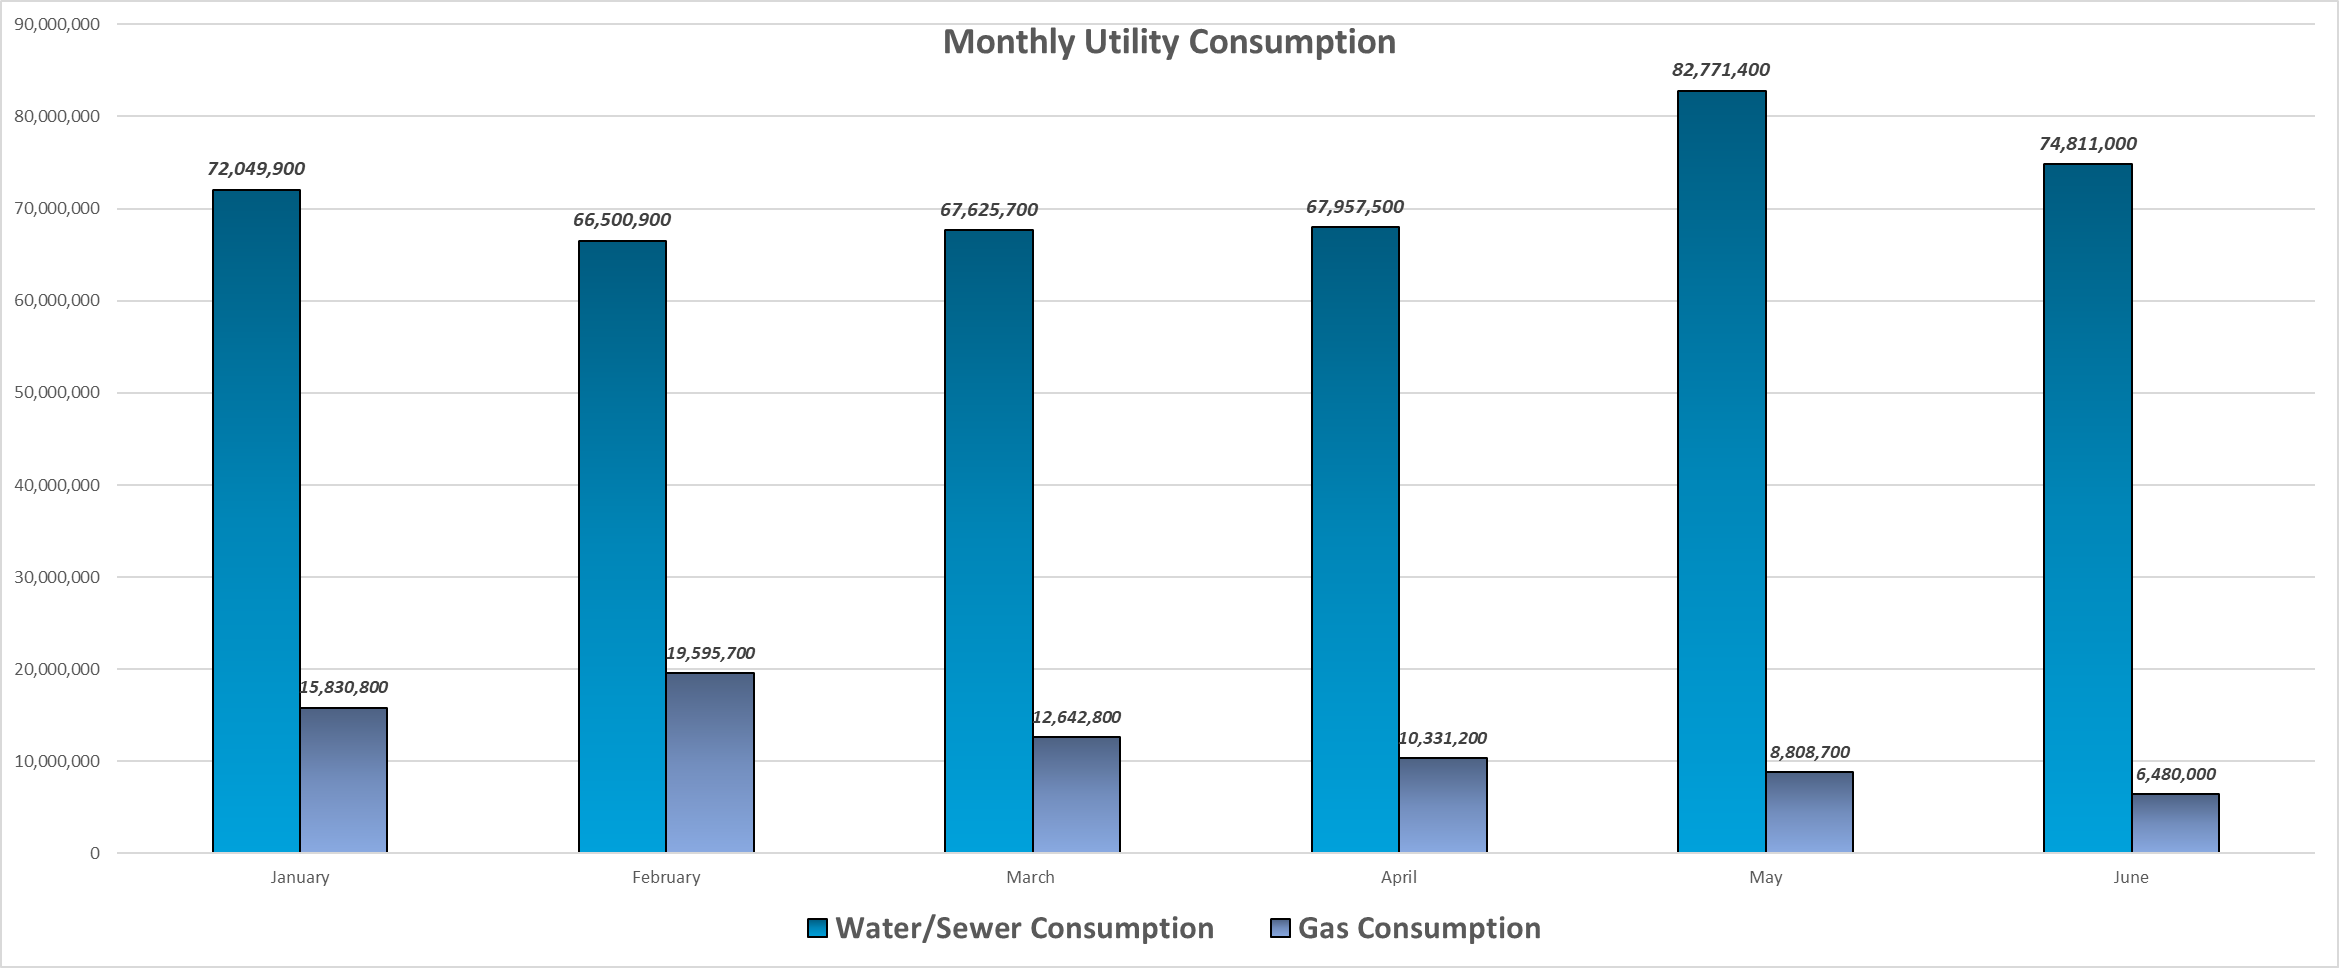 Monthly Utility Consumption
90,000,000
80,000,000
70,000,000
60,000,000
50,000,000
40,000,000
30,000,000
20,000,000
10,000,000
0
72,049,900
15,830,800
66,500,900
19,595,700
67,625,700
12,642,800
67,957,500
10,331,200
82,771,400
8,808,700
74,811,000
6,480,000
January
February
March
April
May
June
Water/Sewer Consumption
Gas Consumption